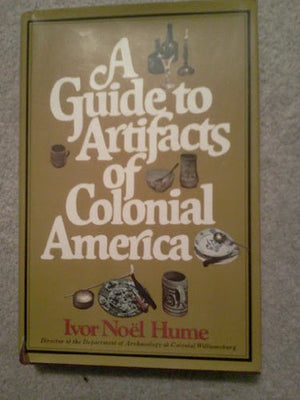 A
Guide to
Artifacts
of
Colonial
America
Ivor Noël Hume
Director of the Department of Archaeology at Colonial Williamsburg